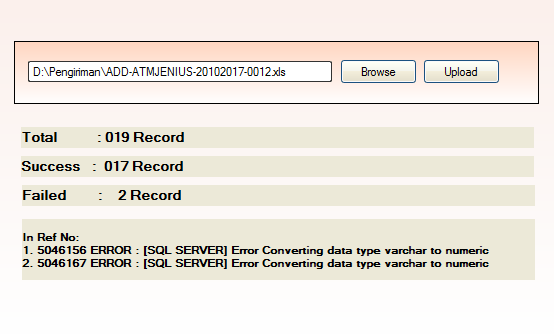 D:\Pengiriman\ADD-ATMJENIUS-20102017-0012.xls Browse Upload
Total : 019 Record
Success : 017 Record
Failed : 2 Record
In Ref No:
1. 5046156 ERROR : [SQL SERVER] Error Converting data type varchar to numeric
2. 5046167 ERROR : [SQL SERVER] Error Converting data type varchar to numeric